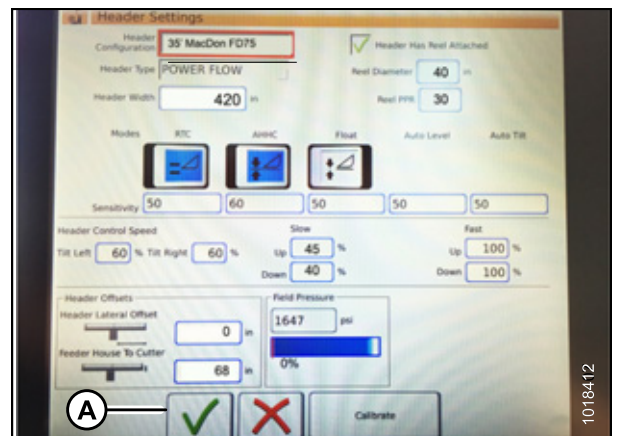 Header Settings
Header Configuration 35' MacDon FD75
Header Has Reel Attached
Header Type POWER FLOW
Reel Diameter 40 in
Header Width 420 in
Reel PPR 30
Modes RTC AHHC Float Auto Level Auto Tilt
Sensitivity 50 60 50 50 50
Header Control Speed
Slow
Fast
Tilt Left 60 % Tilt Right 60 %
Up 45 %
Up 100 %
Down 40 %
Down 100 %
Header Offsets
Header Lateral Offset
0 in
Feeder House To Cutter
68 in
Field Pressure
1647 psi
0%
A
Calibrate
1018412